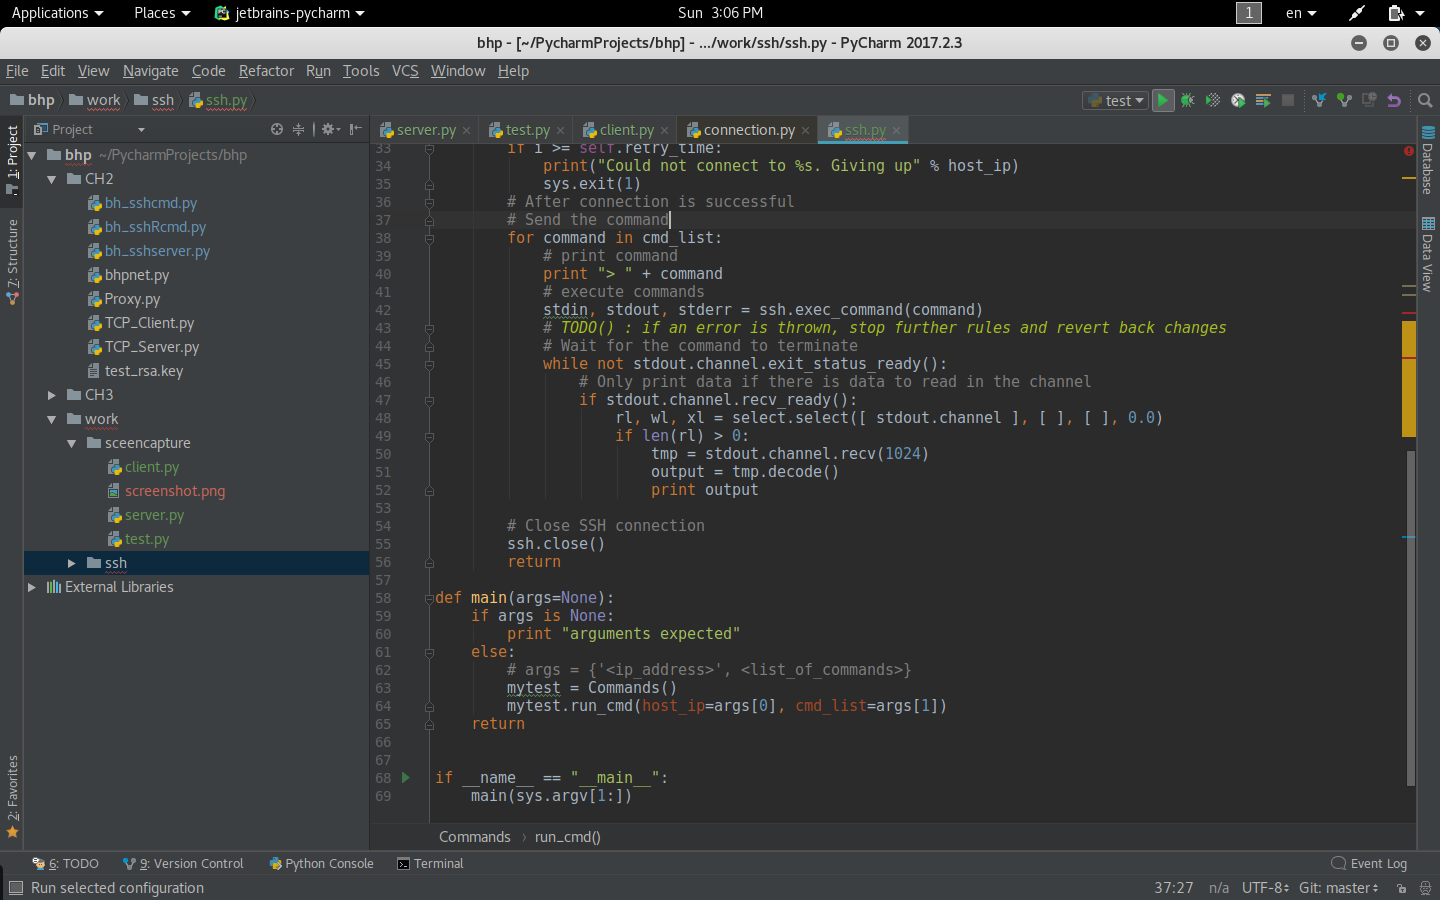 Applications Places jetbrains-pycharm Sun 3:06 PM 1 en
bhp - [~/PycharmProjects/bhp] - .../work/ssh/ssh.py - PyCharm 2017.2.3
File Edit View Navigate Code Refactor Run Tools VCS Window Help
bhp work ssh ssh.py test
Project
server.py test.py client.py connection.py ssh.py
1: Project
7: Structure
2: Favorites
bhp ~/PycharmProjects/bhp
CH2
bh_sshcmd.py
bh_sshRcmd.py
bh_sshserver.py
bhpnet.py
Proxy.py
TCP_Client.py
TCP_Server.py
test_rsa.key
CH3
work
sceencapture
client.py
screenshot.png
server.py
test.py
ssh
External Libraries
33 if i >= self.retry_time:
34 print("Could not connect to %s. Giving up" % host_ip)
35 sys.exit(1)
36 # After connection is successful
37 # Send the command
38 for command in cmd_list:
39 # print command
40 print "> " + command
41 # execute commands
42 stdin, stdout, stderr = ssh.exec_command(command)
43 # TODO() : if an error is thrown, stop further rules and revert back changes
44 # Wait for the command to terminate
45 while not stdout.channel.exit_status_ready():
46 # Only print data if there is data to read in the channel
47 if stdout.channel.recv_ready():
48 rl, wl, xl = select.select([ stdout.channel ], [ ], [ ], 0.0)
49 if len(rl) > 0:
50 tmp = stdout.channel.recv(1024)
51 output = tmp.decode()
52 print output
53
54 # Close SSH connection
55 ssh.close()
56 return
57
58 def main(args=None):
59 if args is None:
60 print "arguments expected"
61 else:
62 # args = {'<ip_address>', <list_of_commands>}
63 mytest = Commands()
64 mytest.run_cmd(host_ip=args[0], cmd_list=args[1])
65 return
66
67
68 if __name__ == "__main__":
69 main(sys.argv[1:])
Database
Data View
Commands › run_cmd()
6: TODO 9: Version Control Python Console Terminal Event Log
Run selected configuration 37:27 n/a UTF-8 Git: master